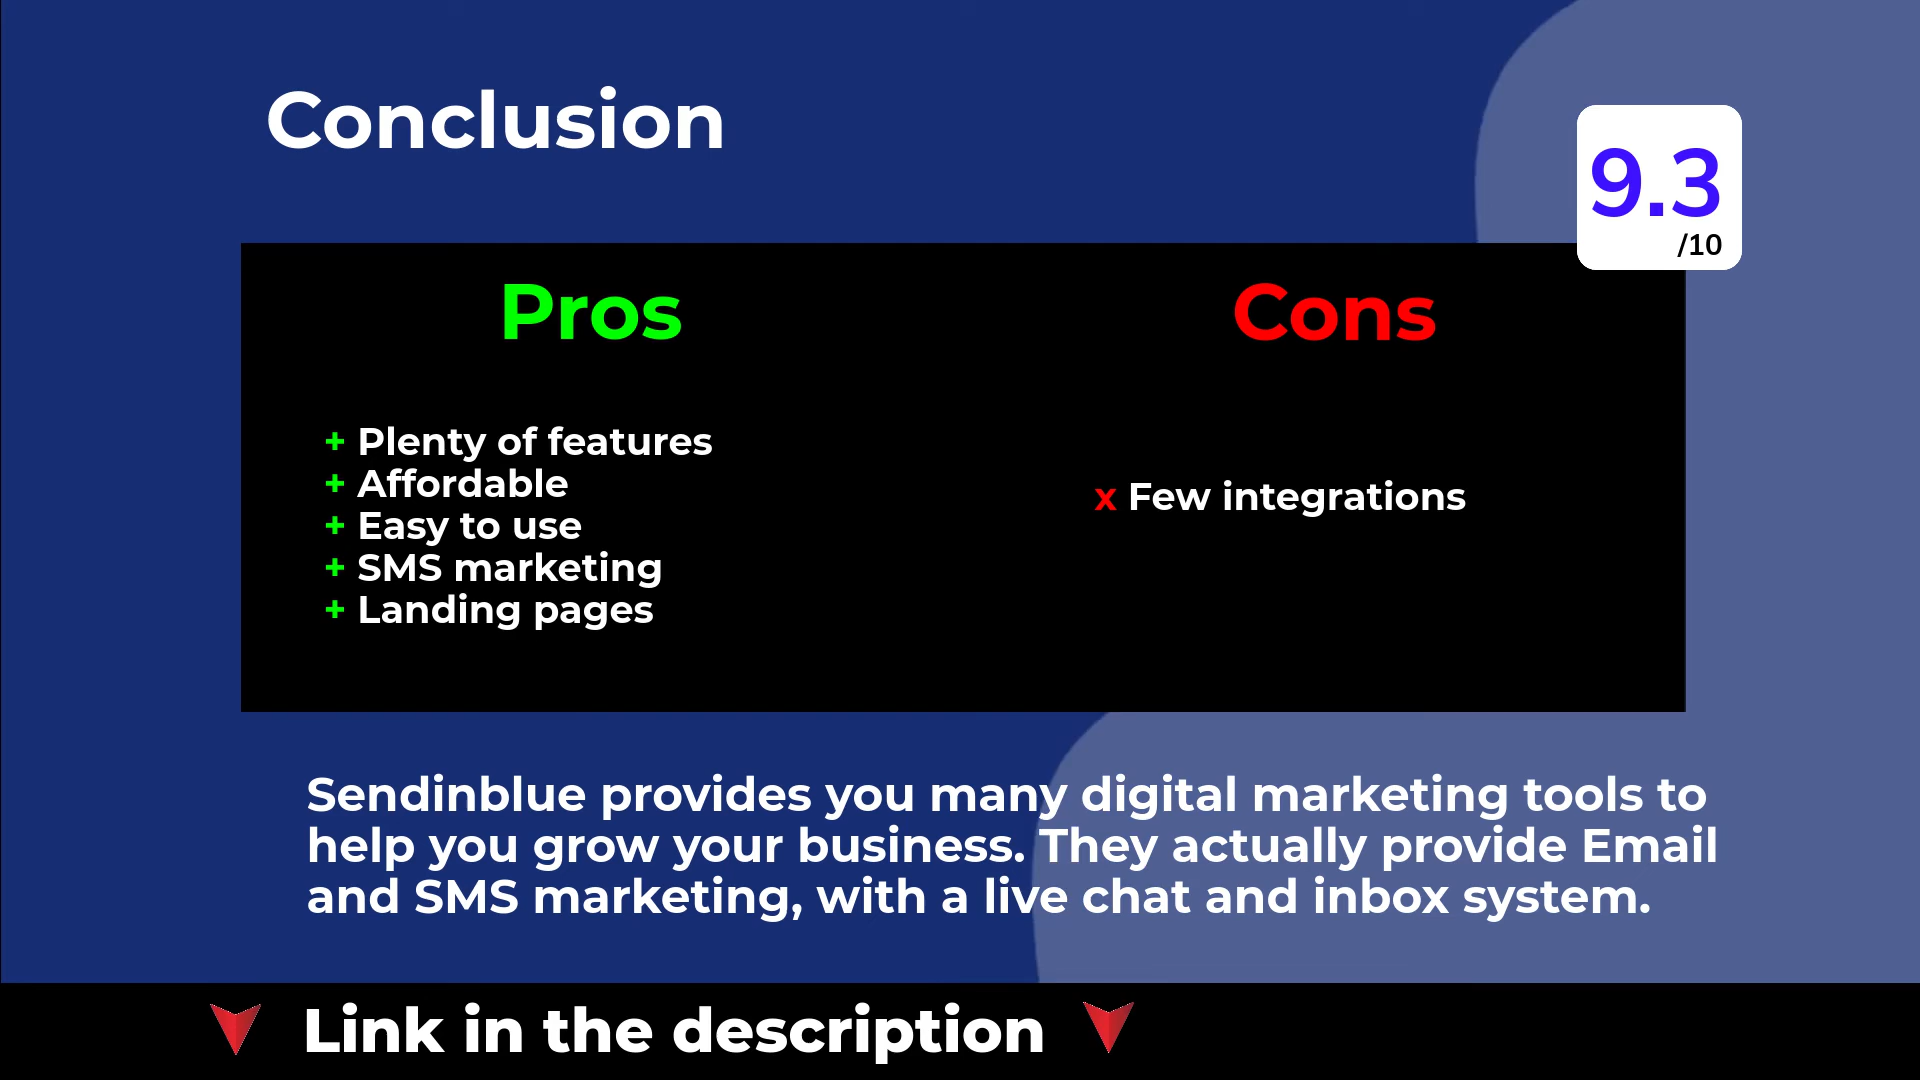 Conclusion
9.3
/10
Pros
Cons
+ Plenty of features
+ Affordable
+ Easy to use
+ SMS marketing
+ Landing pages
x Few integrations
Sendinblue provides you many digital marketing tools to
help you grow your business. They actually provide Email
and SMS marketing, with a live chat and inbox system.
Link in the description